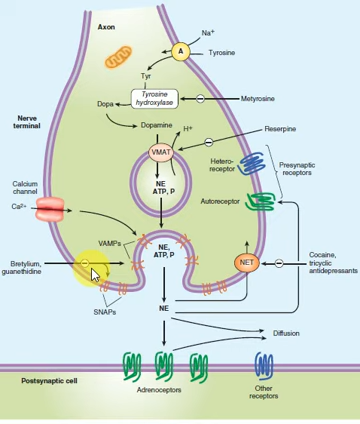 Axon
Na+
A
Tyrosine
Tyr
Tyrosine
hydroxylase
Metyrosine
Dopa
Dopamine
H+
Reserpine
Nerve
terminal
VMAT
Hetero-
receptor
Presynaptic
receptors
NE
ATP, P
Calcium
channel
Autoreceptor
Ca2+
VAMPs
NE,
ATP, P
Bretylium,
guanethidine
NET
Cocaine,
tricyclic
antidepressants
SNAPs
NE
Diffusion
Postsynaptic cell
Adrenoceptors
Other
receptors